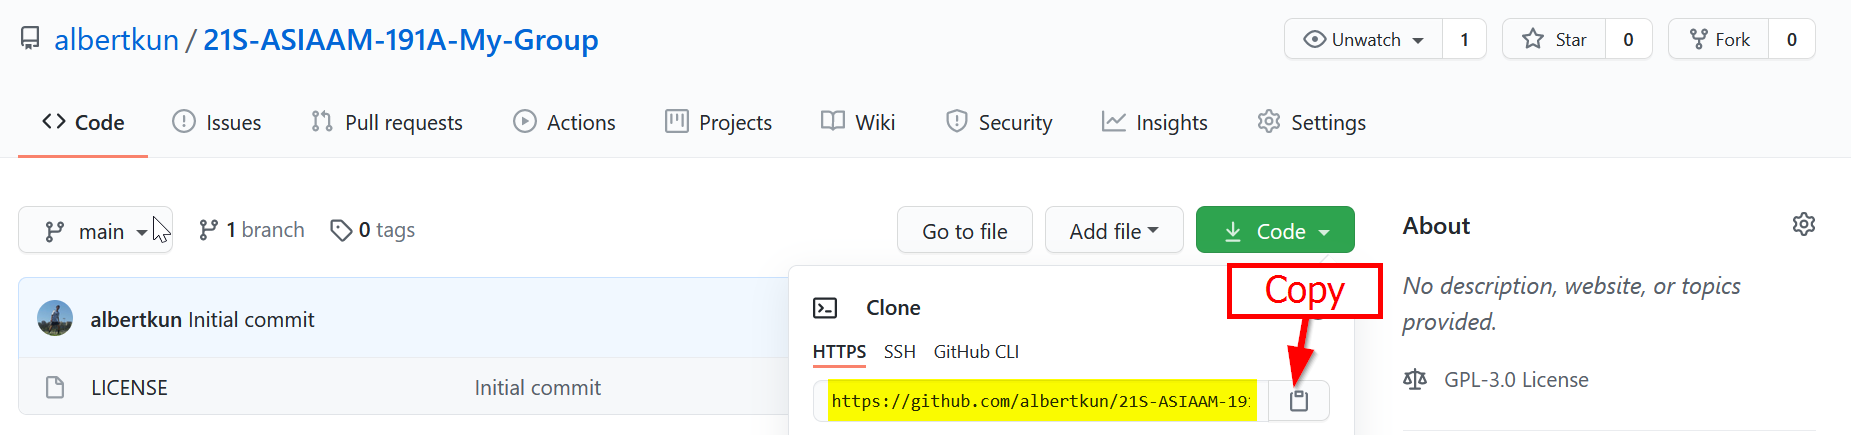 albertkun / 21S-ASIAAM-191A-My-Group
Unwatch 1
Star 0
Fork 0
Code
Issues
Pull requests
Actions
Projects
Wiki
Security
Insights
Settings
main
1 branch
0 tags
Go to file
Add file
Code
albertkun Initial commit
LICENSE Initial commit
Copy
Clone
HTTPS SSH GitHub CLI
https://github.com/albertkun/21S-ASIAAM-19
About
No description, website, or topics
provided.
GPL-3.0 License